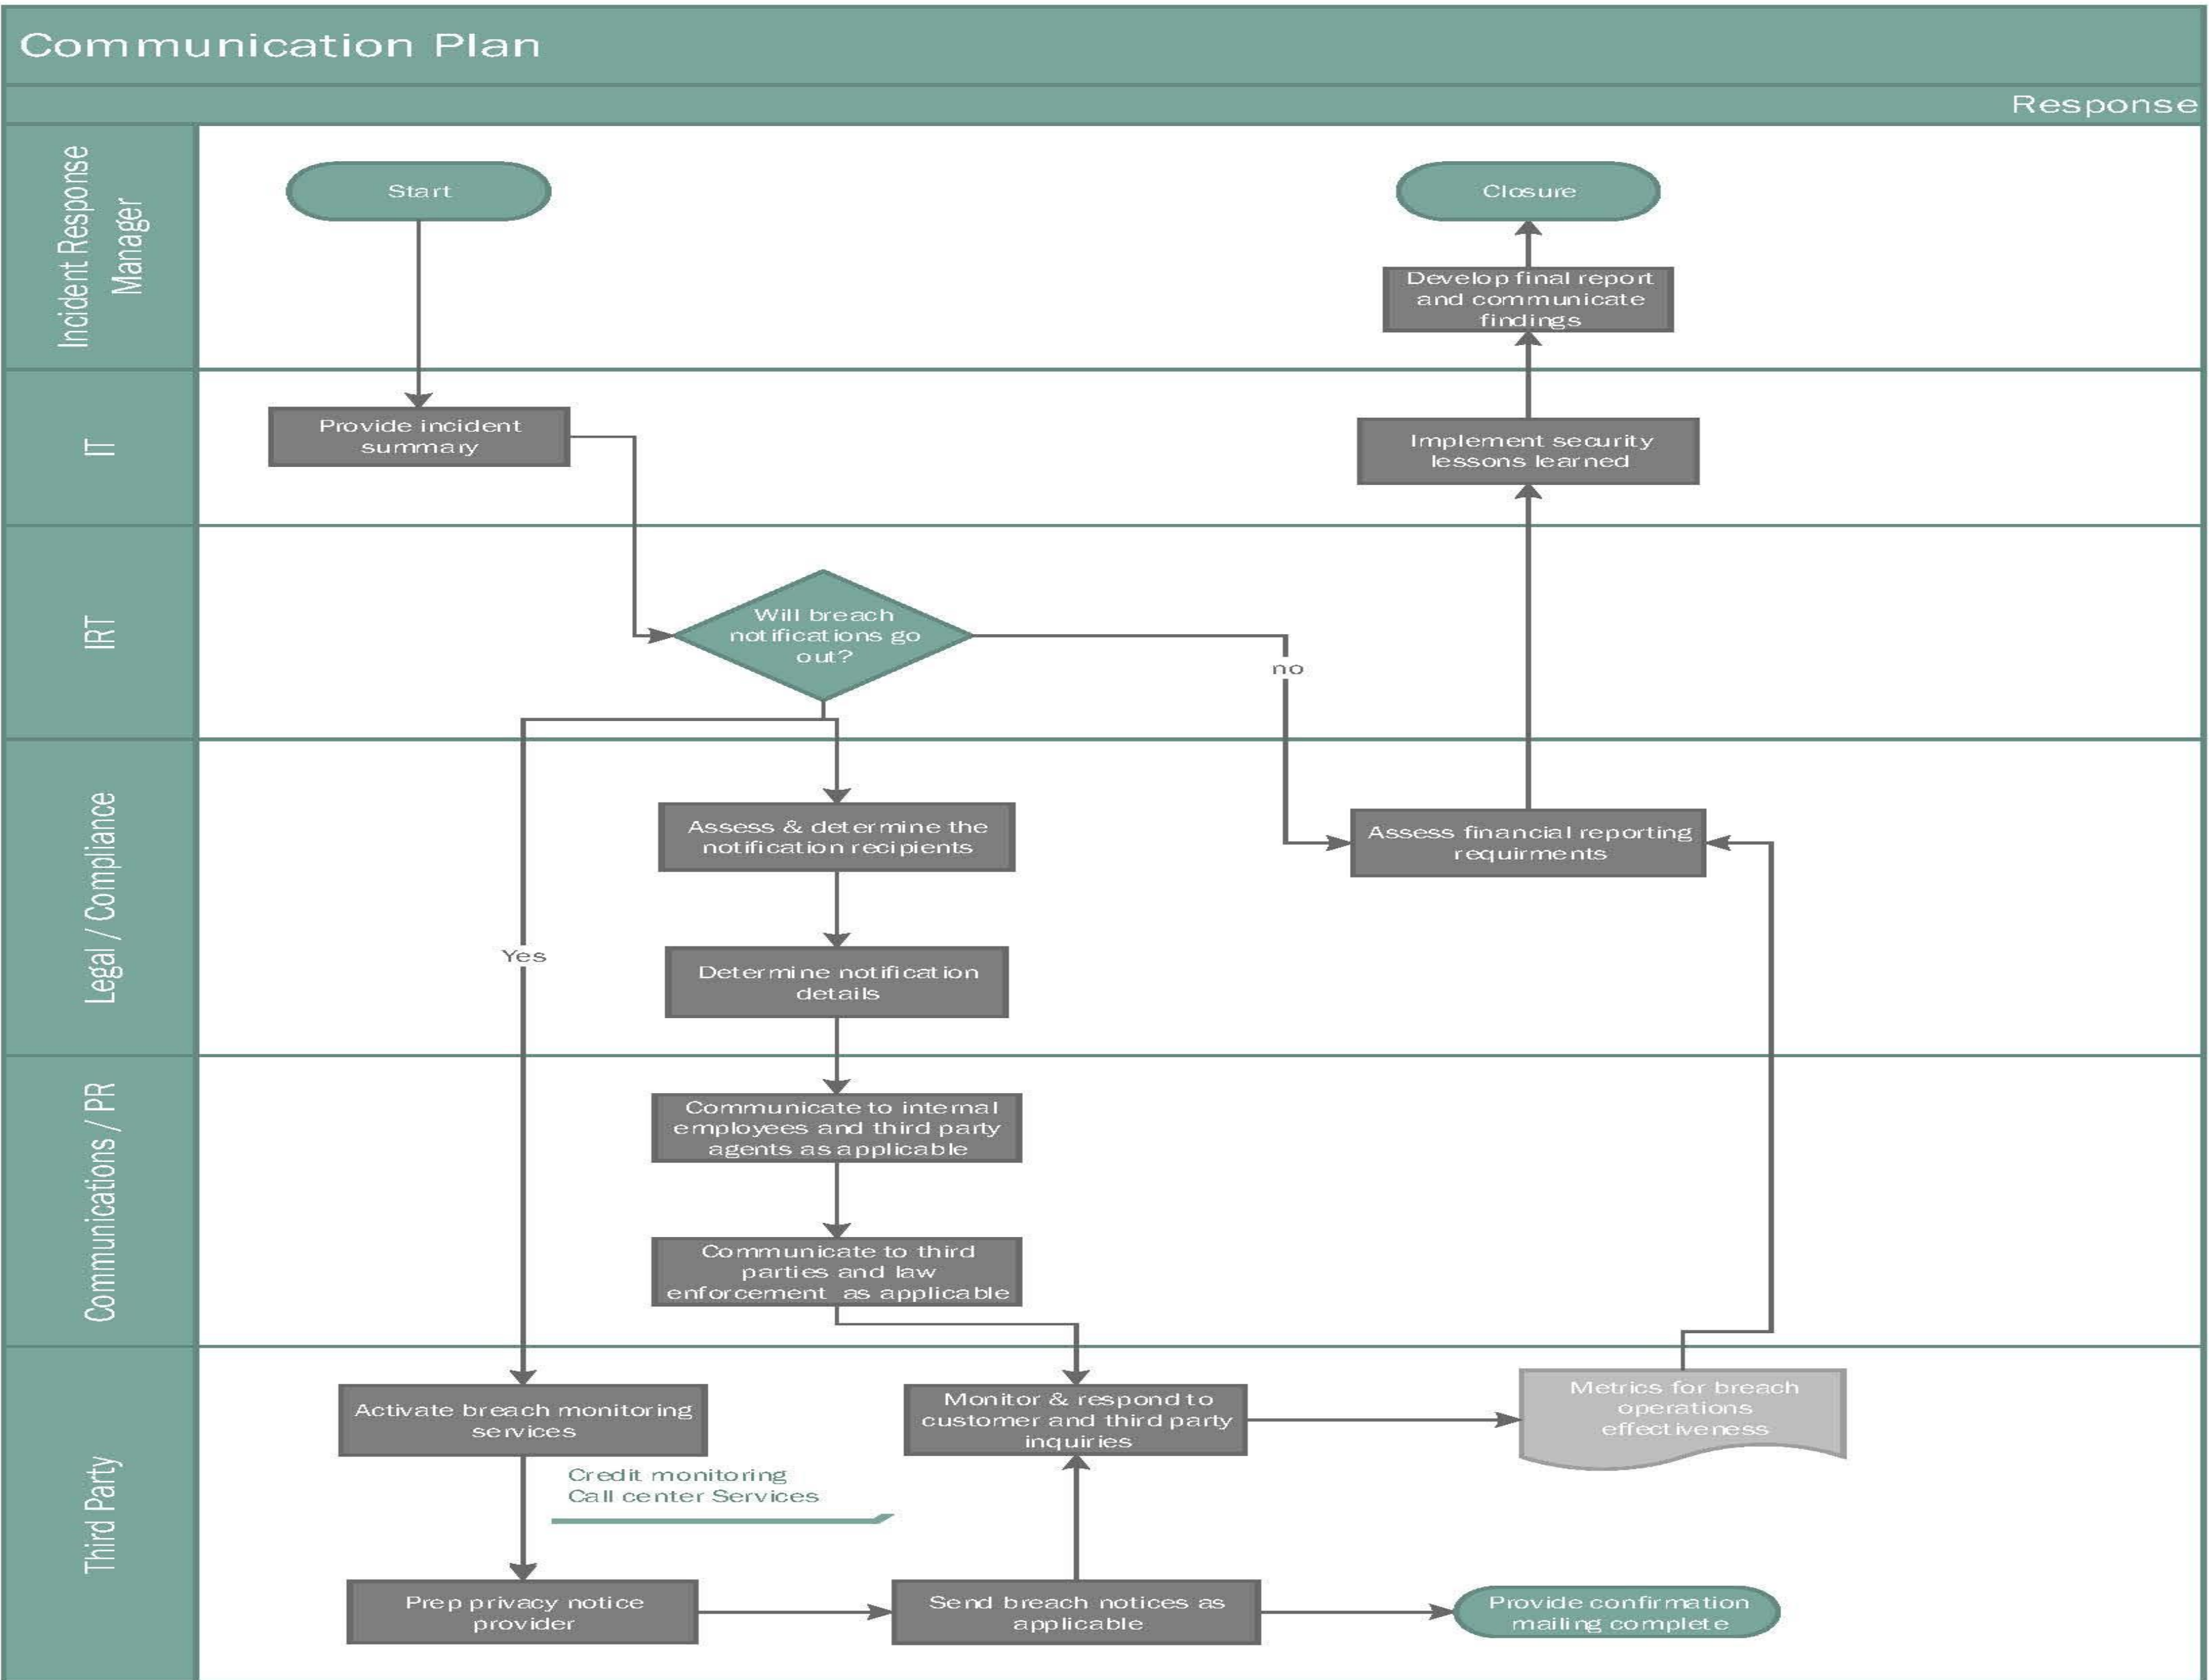 Communication Plan
Response
Incident Response
Manager
Start
Closure
Develop final report
and communicate
findings
IT
Provide incident
summary
Implement security
lessons learned
IRT
Will breach
notifications go
out?
no
Legal / Compliance
Assess & determine the
notification recipients
Assess financial reporting
requirments
Yes
Determine notification
details
Communications / PR
Communicate to internal
employees and third party
agents as applicable
Communicate to third
parties and law
enforcement as applicable
Third Party
Activate breach monitoring
services
Monitor & respond to
customer and third party
inquiries
Metrics for breach
operations
effectiveness
Credit monitoring
Call center Services
Prep privacy notice
provider
Send breach notices as
applicable
Provide confirmation
mailing complete